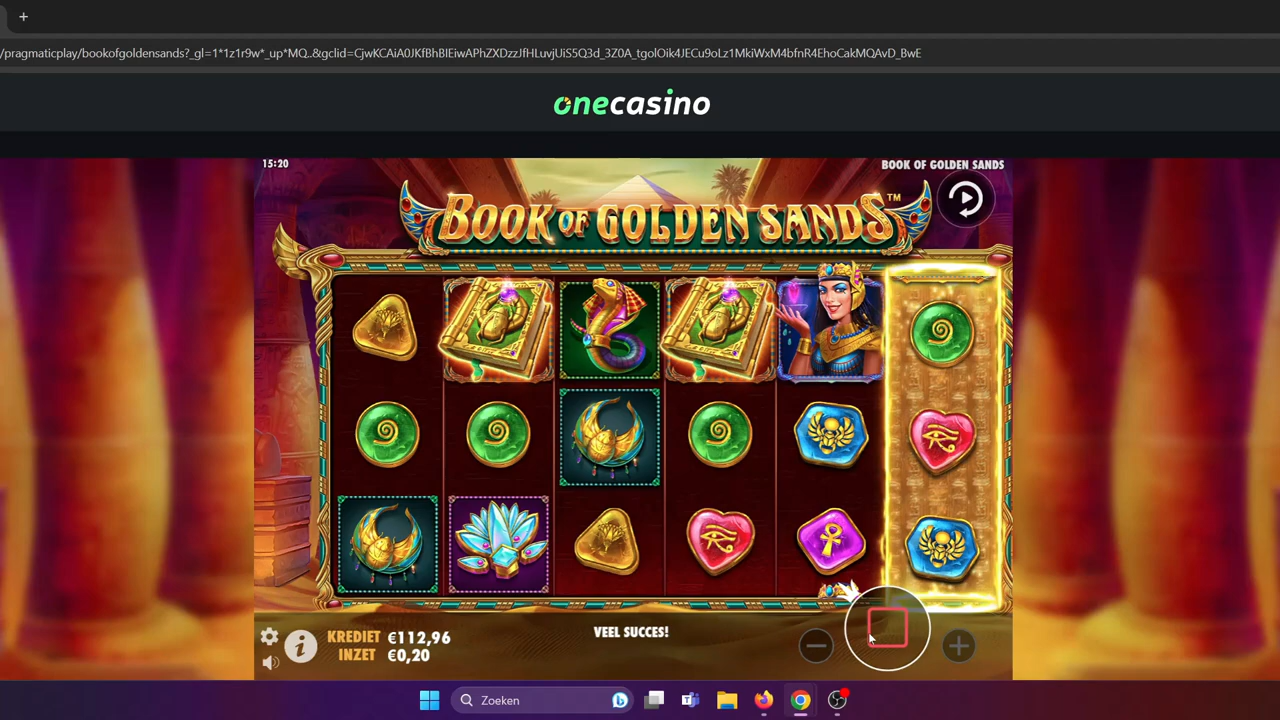 /pragmaticplay/bookofgoldensands?_gl=1*1z1r9w*_up*MQ..&gclid=CjwKCAiA0JKfBhBIEiwAPhZXDzzJfHLuvjUiS5Q3d_3Z0A_tgolOik4JECu9oLz1MkiWxM4bfnR4EhoCakMQAvD_BwE
onecasino
15:20
BOOK OF GOLDEN SANDS
BOOK OF GOLDEN SANDS™
KREDIET €112,96
VEEL SUCCES!
INZET €0,20
Zoeken